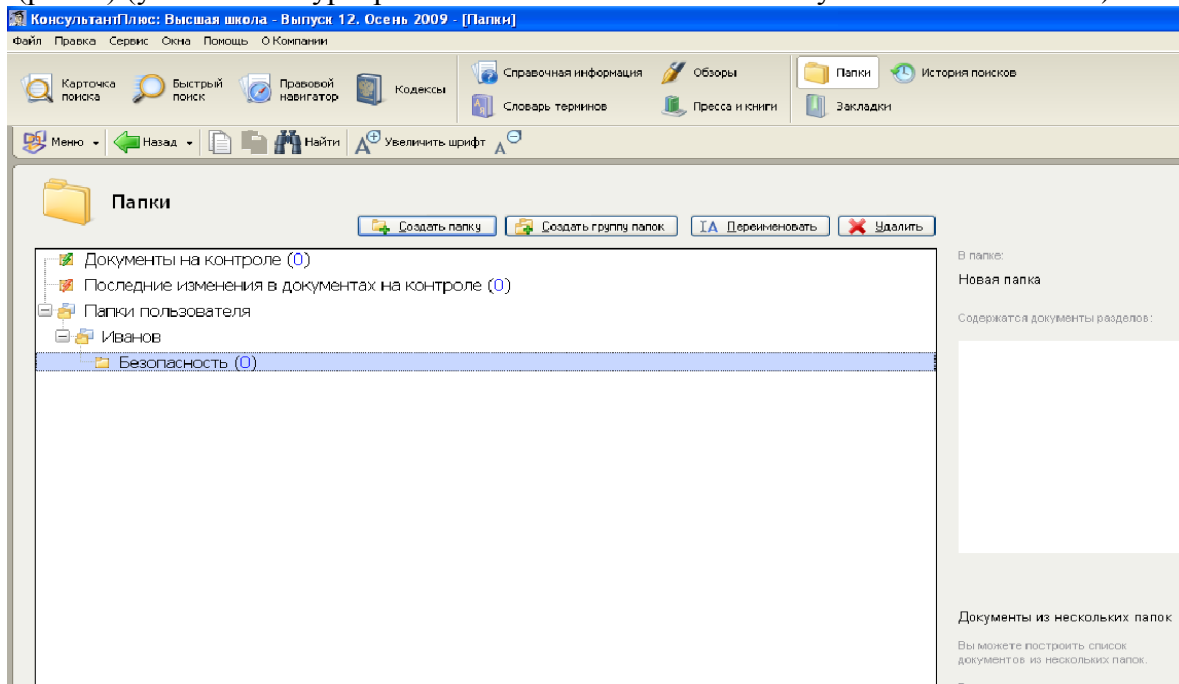 КонсультантПлюс: Высшая школа - Выпуск 12. Осень 2009 - [Папки]
Файл Правка Сервис Окна Помощь О Компании
Карточка поиска Быстрый поиск Правовой навигатор Кодексы Справочная информация Обзоры Папки История поисков
Словарь терминов Пресса и книги Закладки
Меню Назад Найти Увеличить шрифт
Папки
Создать папку Создать группу папок Переименовать Удалить
Документы на контроле (0)
Последние изменения в документах на контроле (0)
Папки пользователя
Иванов
Безопасность (0)
В папке:
Новая папка
Содержатся документы разделов:
Документы из нескольких папок
Вы можете построить список
документов из нескольких папок.